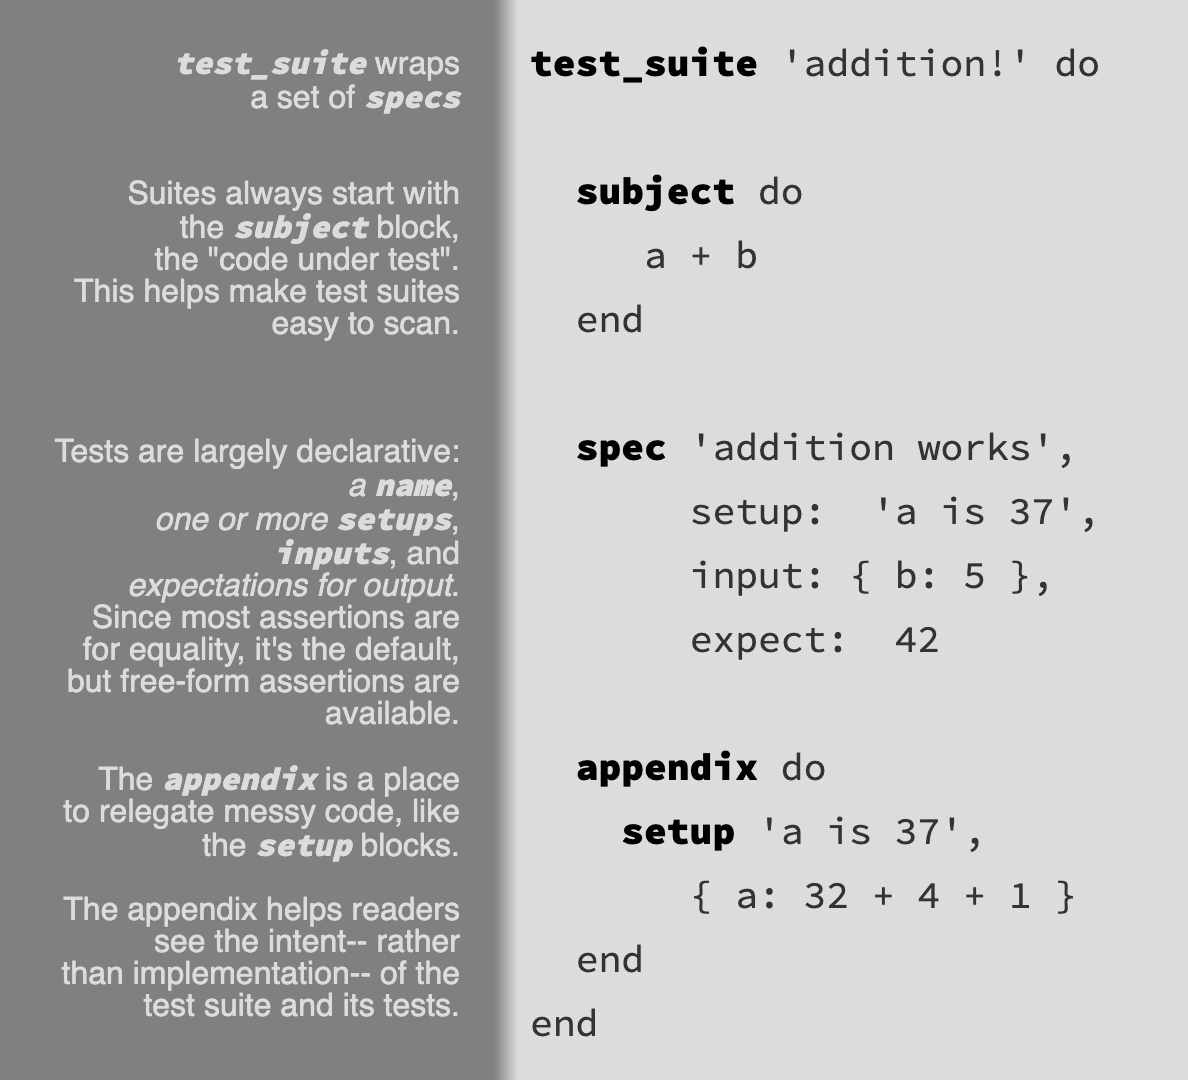 test_suite wraps
a set of specs
Suites always start with
the subject block,
the "code under test".
This helps make test suites
easy to scan.
Tests are largely declarative:
a name,
one or more setups,
inputs, and
expectations for output.
Since most assertions are
for equality, it's the default,
but free-form assertions are
available.
The appendix is a place
to relegate messy code, like
the setup blocks.
The appendix helps readers
see the intent-- rather
than implementation-- of the
test suite and its tests.
test_suite 'addition!' do
subject do
a + b
end
spec 'addition works',
setup:  'a is 37',
input: { b: 5 },
expect:  42
appendix do
setup 'a is 37',
{ a: 32 + 4 + 1 }
end
end